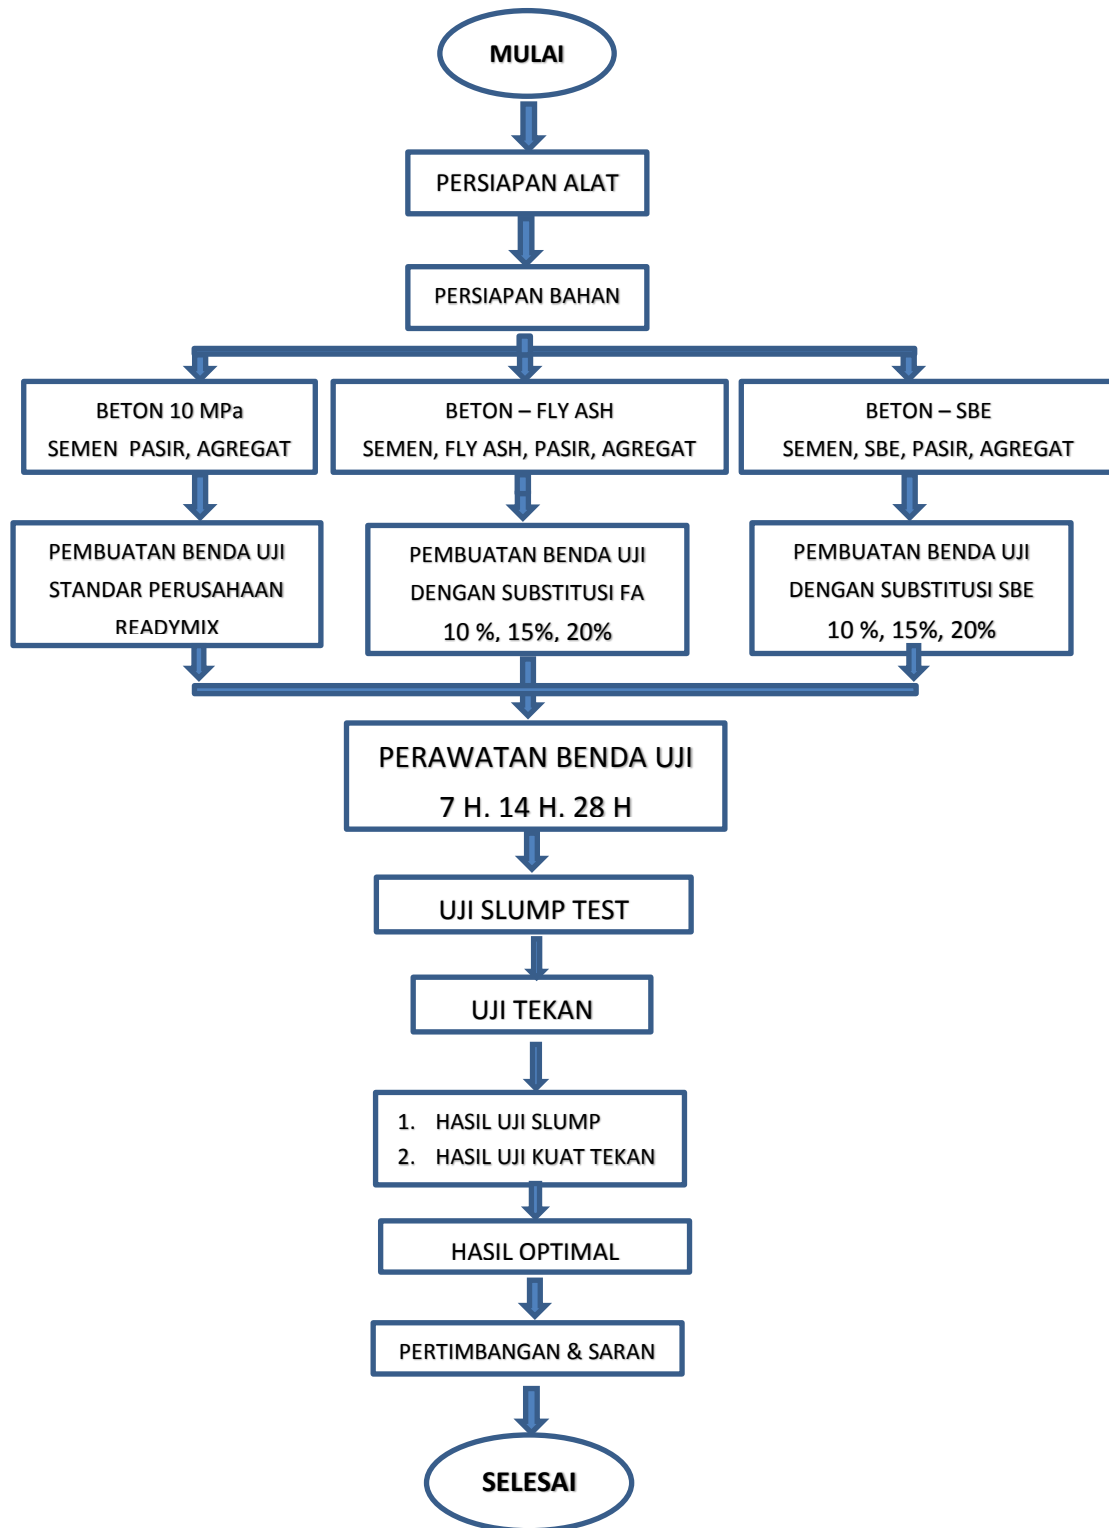 MULAI
PERSIAPAN ALAT
PERSIAPAN BAHAN
BETON 10 MPa
SEMEN PASIR, AGREGAT
BETON – FLY ASH
SEMEN, FLY ASH, PASIR, AGREGAT
BETON – SBE
SEMEN, SBE, PASIR, AGREGAT
PEMBUATAN BENDA UJI
STANDAR PERUSAHAAN
READYMIX
PEMBUATAN BENDA UJI
DENGAN SUBSTITUSI FA
10 %, 15%, 20%
PEMBUATAN BENDA UJI
DENGAN SUBSTITUSI SBE
10 %, 15%, 20%
PERAWATAN BENDA UJI
7 H. 14 H. 28 H
UJI SLUMP TEST
UJI TEKAN
1. HASIL UJI SLUMP
2. HASIL UJI KUAT TEKAN
HASIL OPTIMAL
PERTIMBANGAN & SARAN
SELESAI